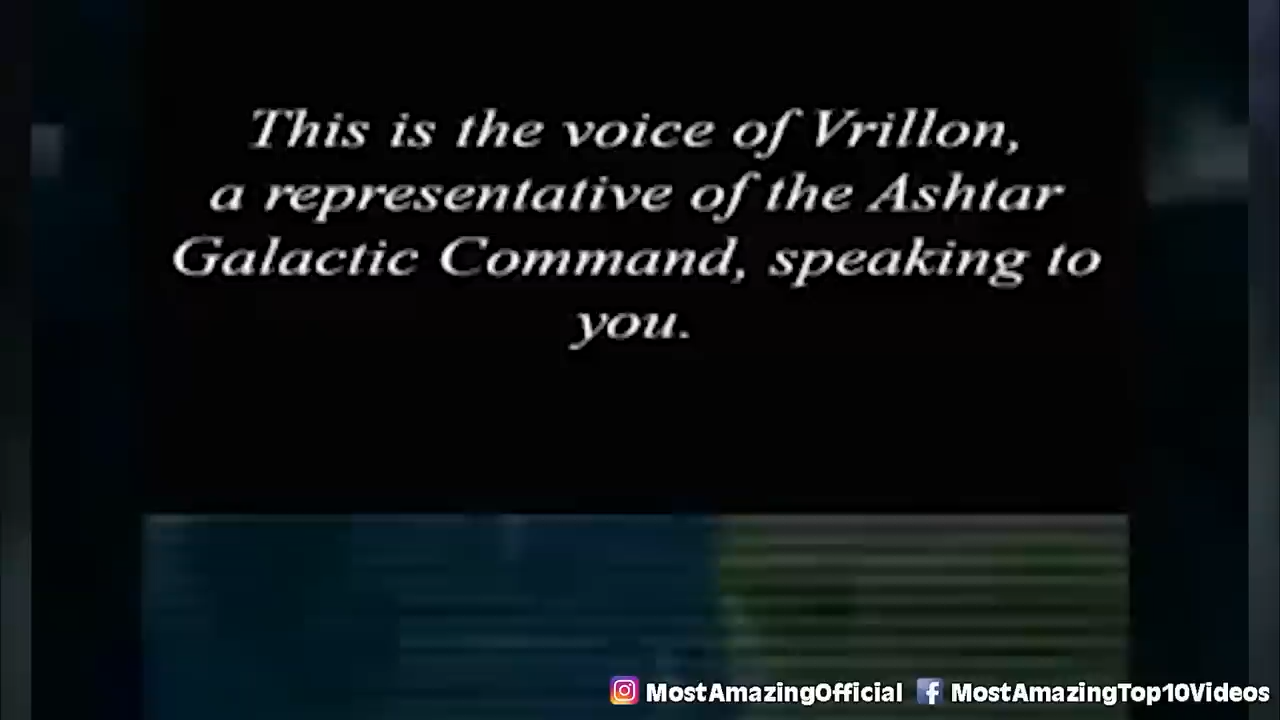 This is the voice of Vrillon,
a representative of the Ashtar
Galactic Command, speaking to
you.
MostAmazingOfficial MostAmazingTop10Videos